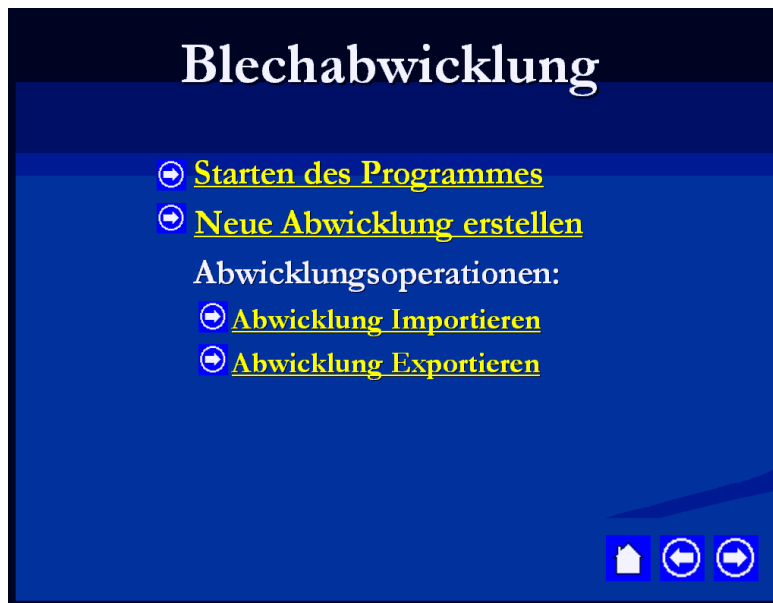 Blechabwicklung
Starten des Programmes
Neue Abwicklung erstellen
Abwicklungsoperationen:
Abwicklung Importieren
Abwicklung Exportieren